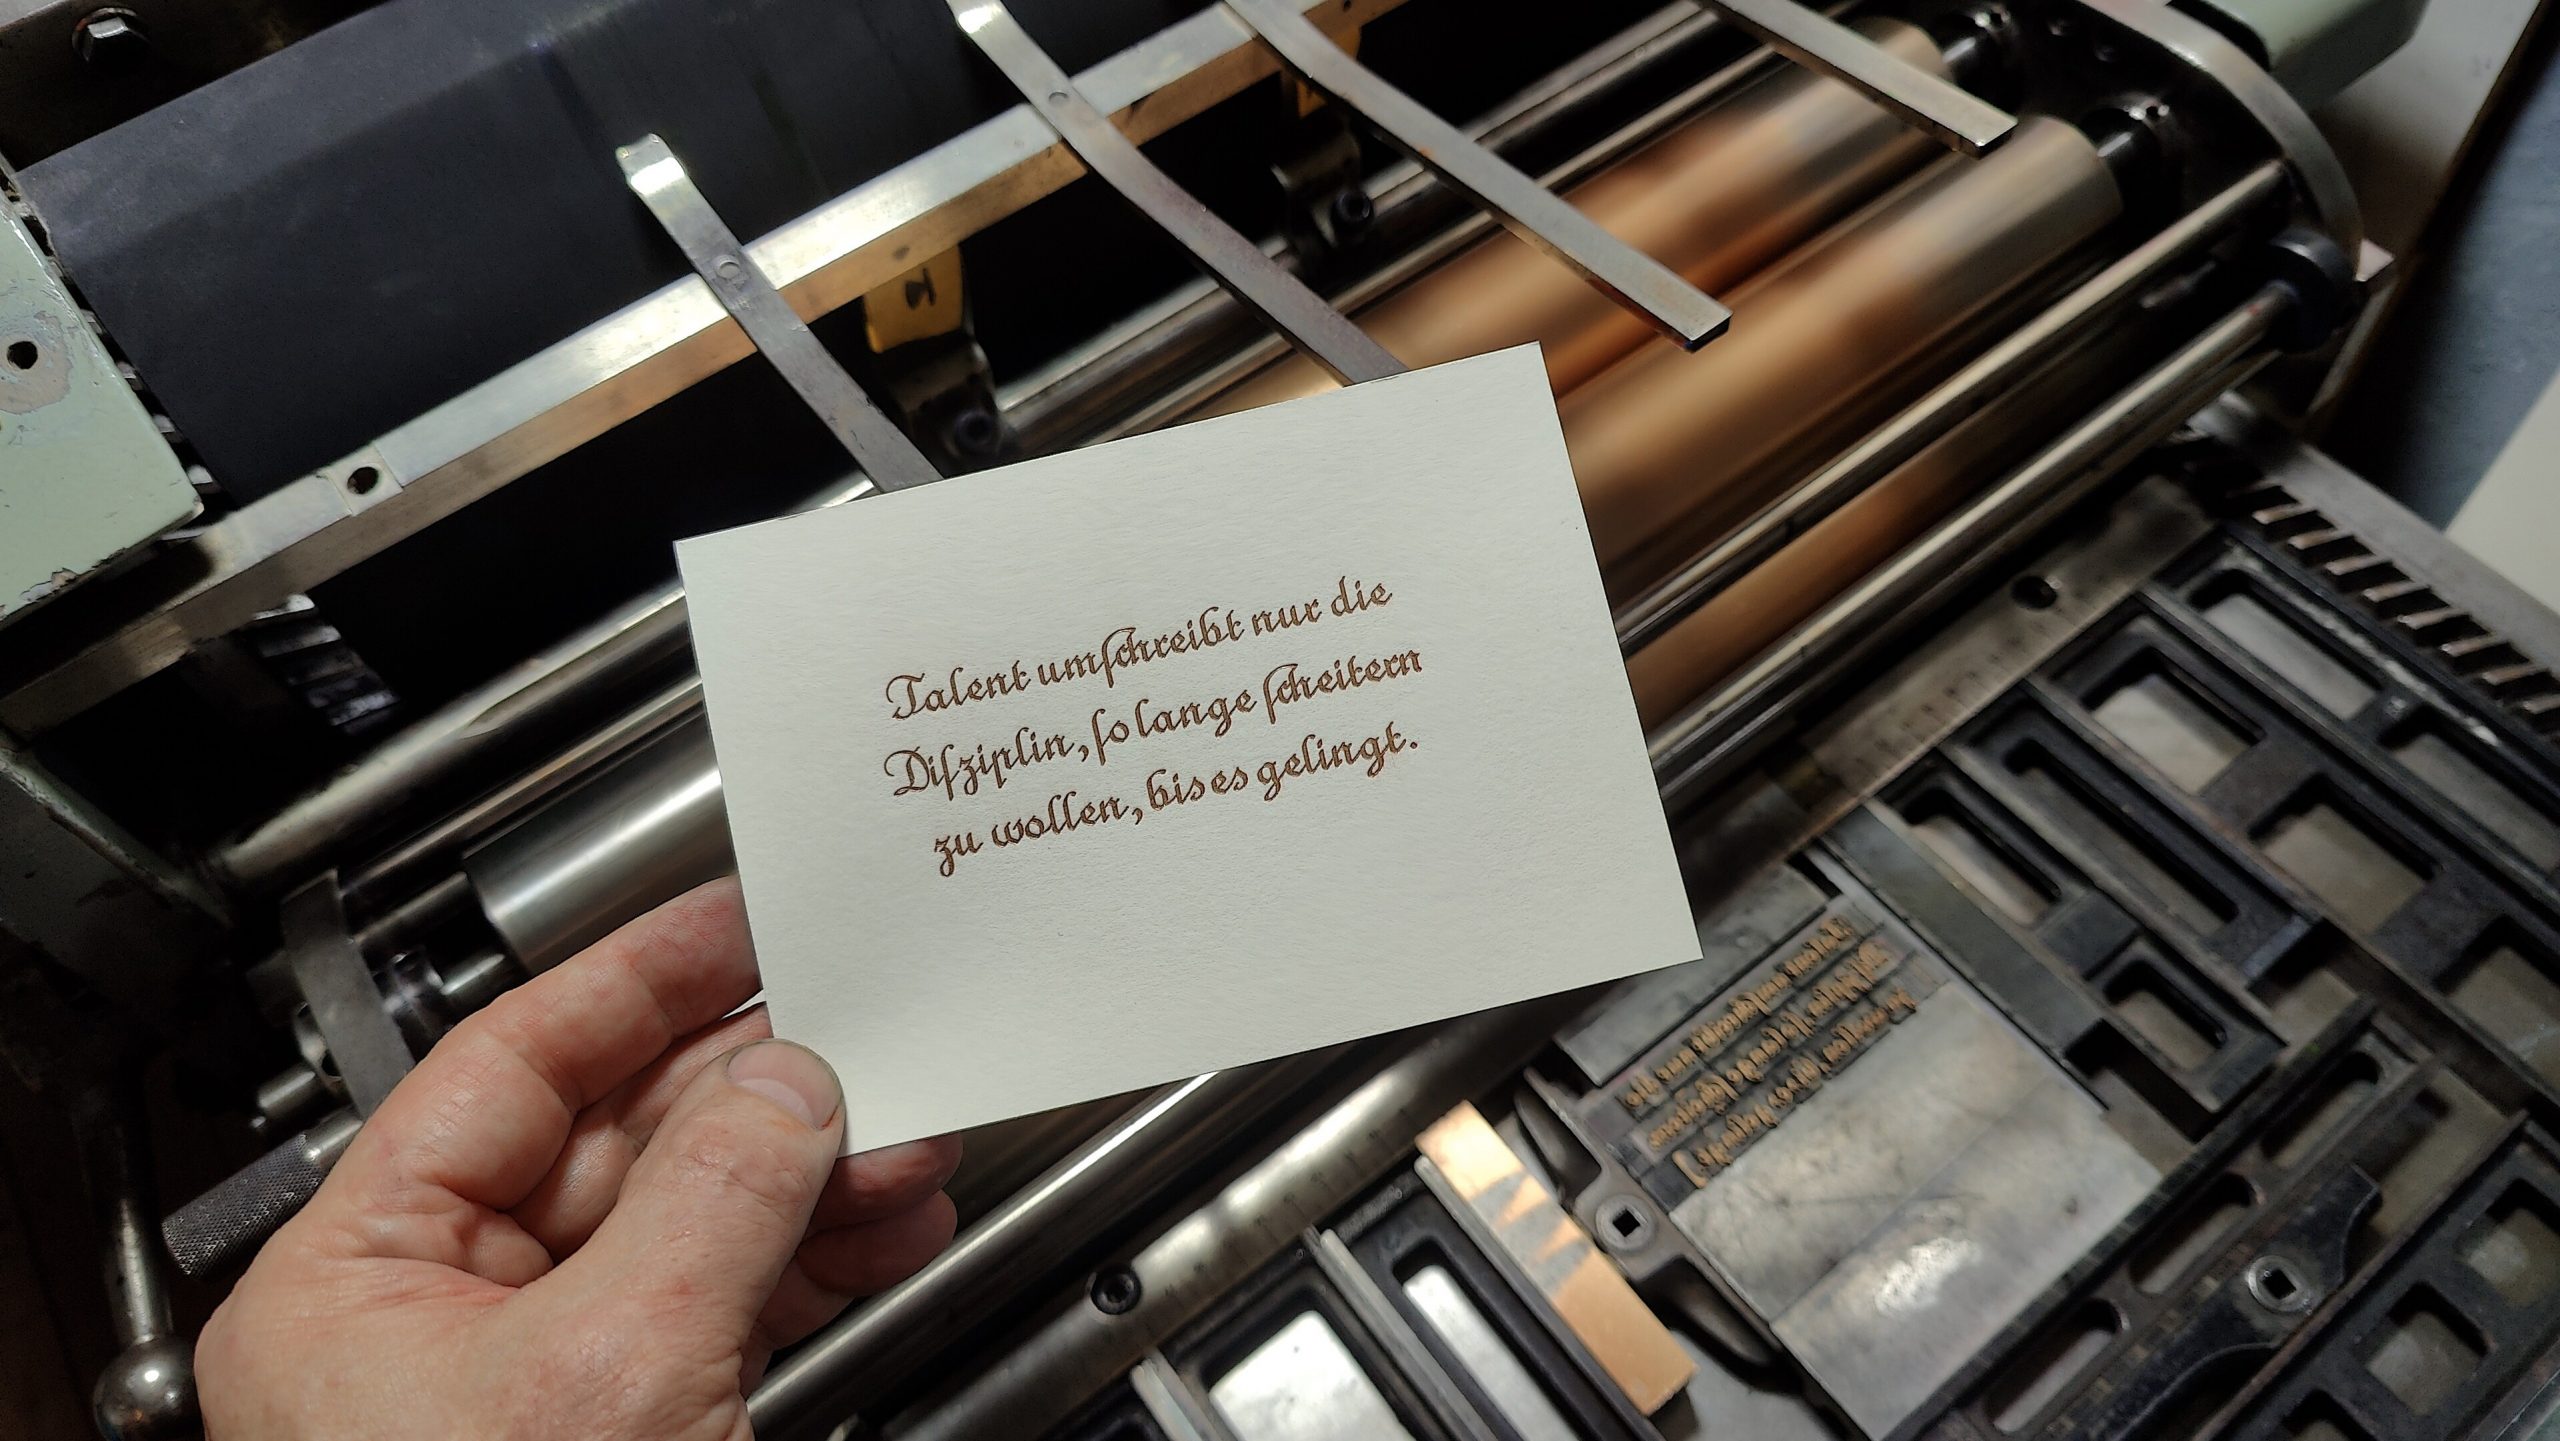 Talent umſchreibt nur die
Diſziplin, ſo lange ſcheitern
zu wollen, bis es gelingt.